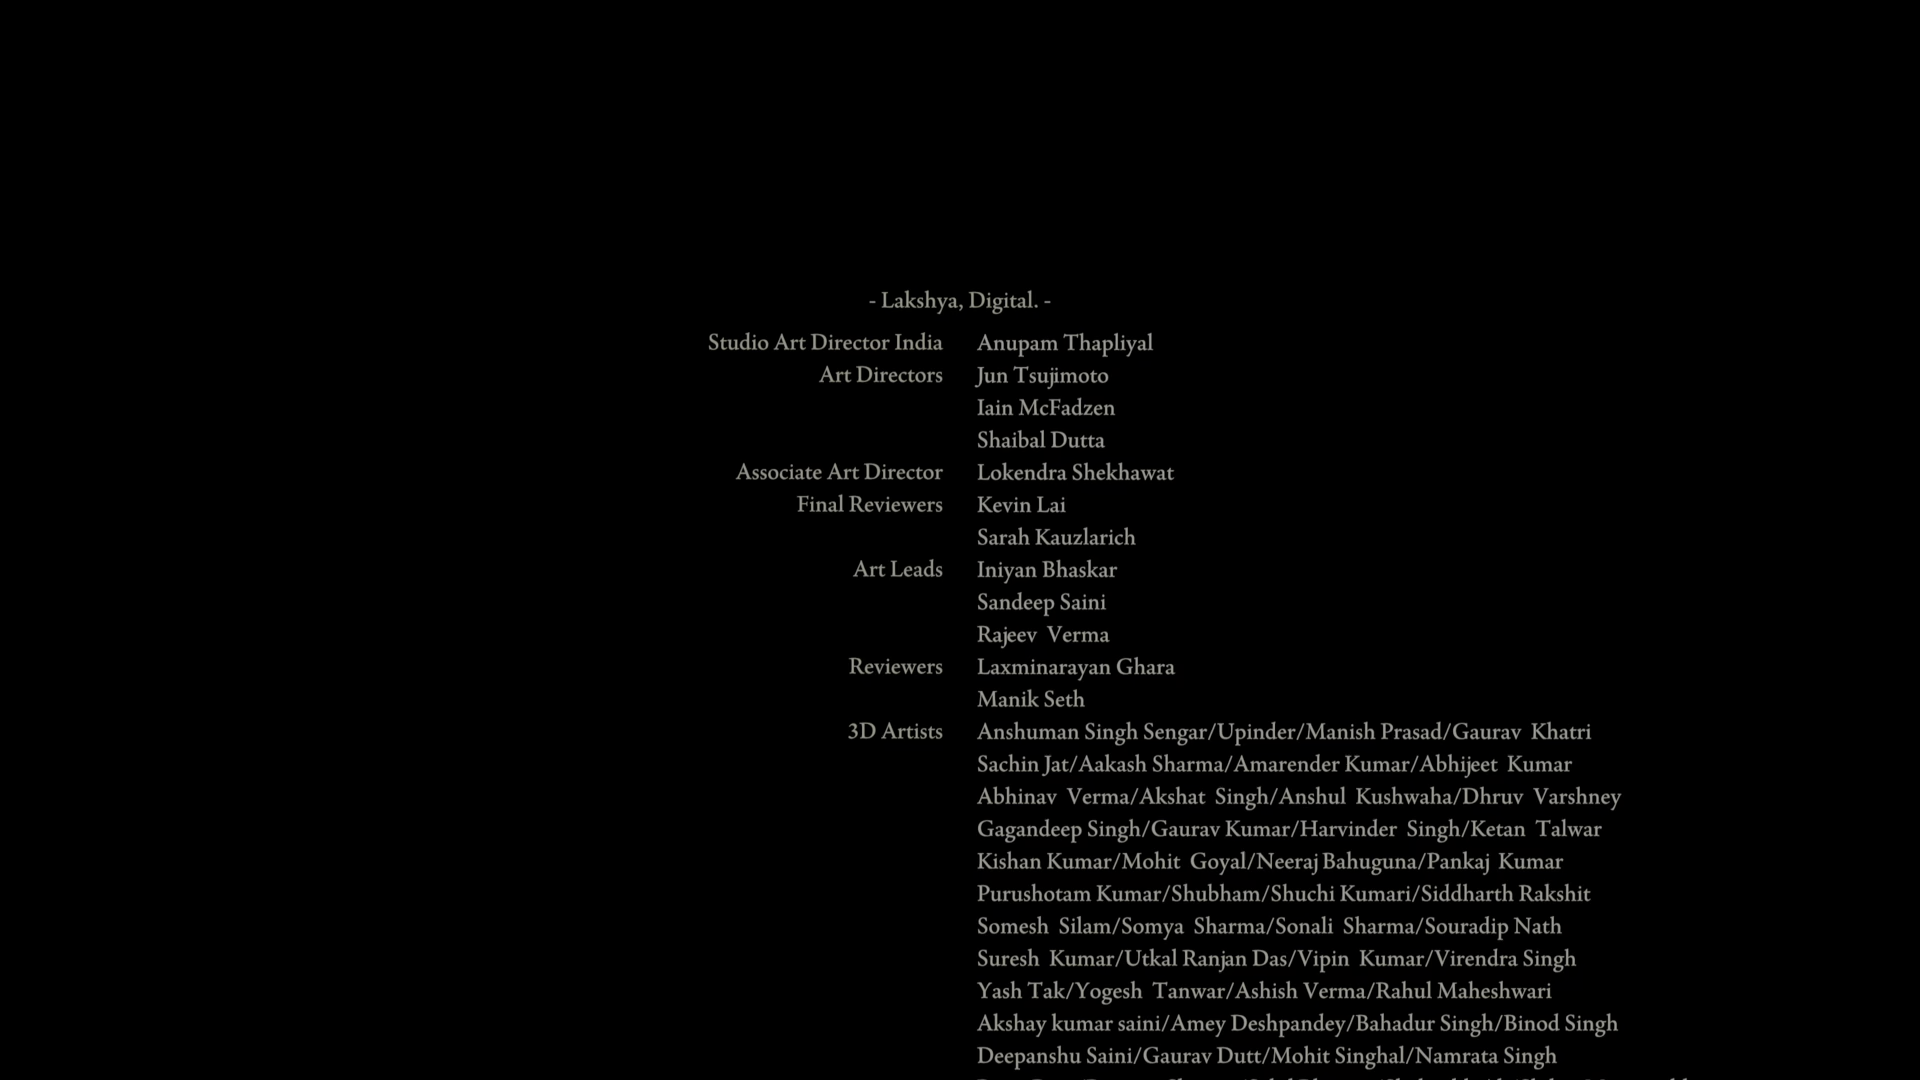 - Lakshya, Digital. -
Studio Art Director India Anupam Thapliyal
Art Directors Jun Tsujimoto
Iain McFadzen
Shaibal Dutta
Associate Art Director Lokendra Shekhawat
Final Reviewers Kevin Lai
Sarah Kauzlarich
Art Leads Iniyan Bhaskar
Sandeep Saini
Rajeev Verma
Reviewers Laxminarayan Ghara
Manik Seth
3D Artists Anshuman Singh Sengar/Upinder/Manish Prasad/Gaurav Khatri
Sachin Jat/Aakash Sharma/Amarender Kumar/Abhijeet Kumar
Abhinav Verma/Akshat Singh/Anshul Kushwaha/Dhruv Varshney
Gagandeep Singh/Gaurav Kumar/Harvinder Singh/Ketan Talwar
Kishan Kumar/Mohit Goyal/Neeraj Bahuguna/Pankaj Kumar
Purushotam Kumar/Shubham/Shuchi Kumari/Siddharth Rakshit
Somesh Silam/Somya Sharma/Sonali Sharma/Souradip Nath
Suresh Kumar/Utkal Ranjan Das/Vipin Kumar/Virendra Singh
Yash Tak/Yogesh Tanwar/Ashish Verma/Rahul Maheshwari
Akshay kumar saini/Amey Deshpandey/Bahadur Singh/Binod Singh
Deepanshu Saini/Gaurav Dutt/Mohit Singhal/Namrata Singh